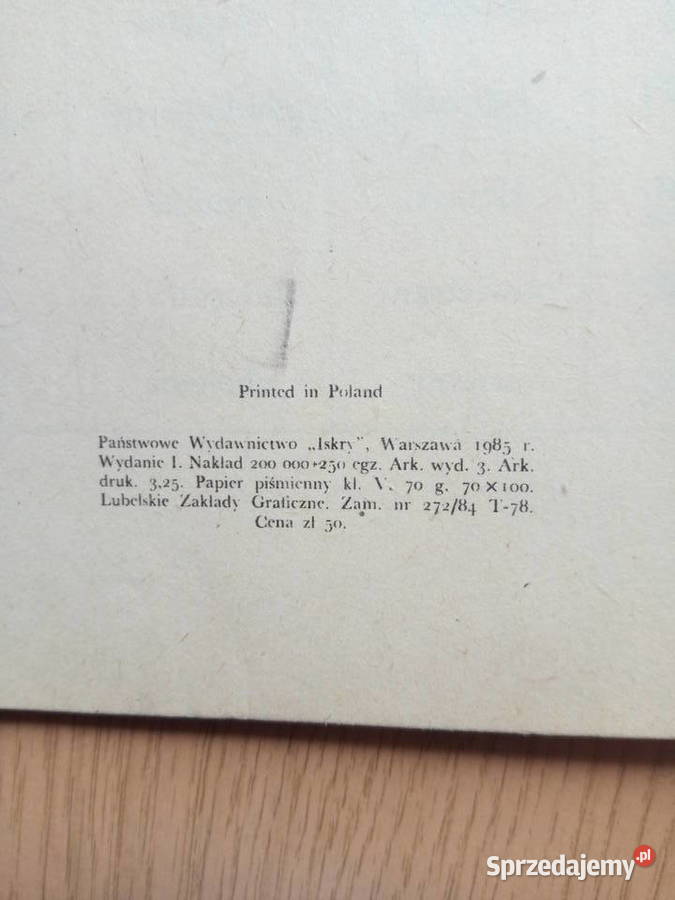 Printed in Poland
Państwowe Wydawnictwo „Iskry”, Warszawa 1985 r.
Wydanie I. Nakład 200 000+250 egz. Ark. wyd. 3. Ark.
druk. 3,25. Papier piśmienny kl. V. 70 g. 70×100.
Lubelskie Zakłady Graficzne. Zam. nr 272/84 T-78.
Cena zł 50.
Sprzedajemy.pl